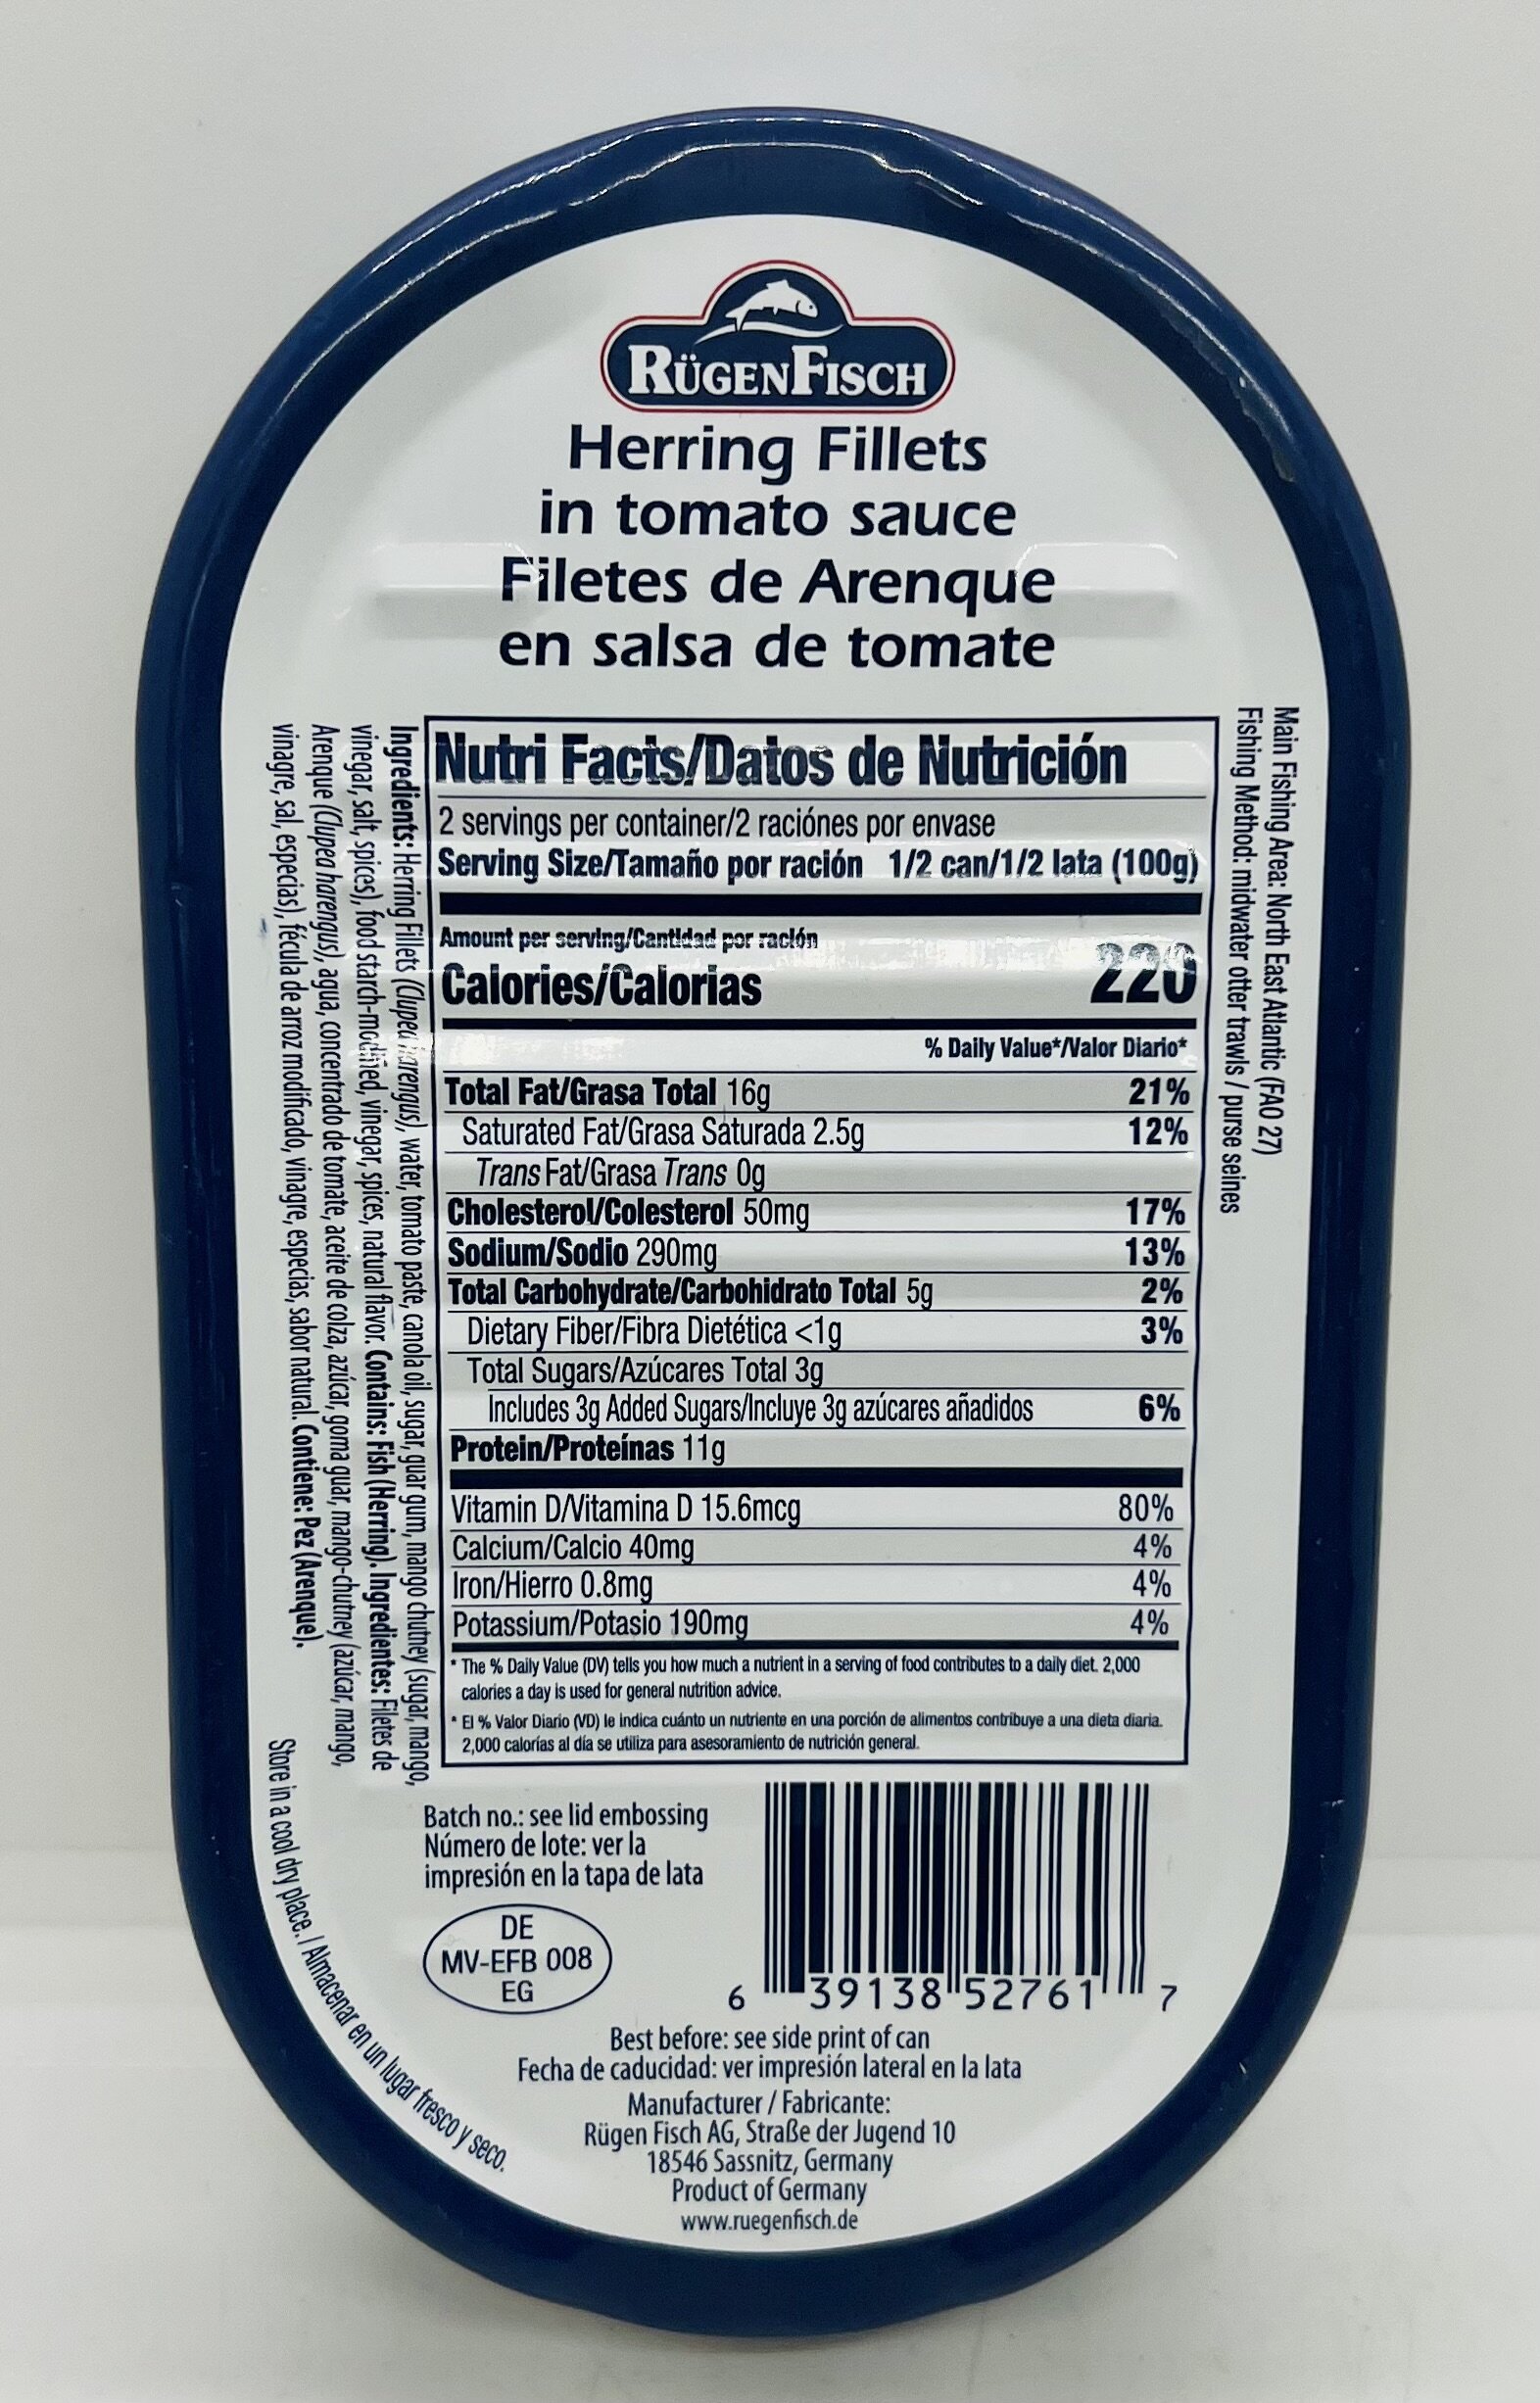 RÜGENFISCH
Herring Fillets
in tomato sauce
Filetes de Arenque
en salsa de tomate
Main Fishing Area: North East Atlantic (FAO 27)
Fishing Method: midwater otter trawls / purse seines
Nutri Facts/Datos de Nutrición
2 servings per container/2 raciónes por envase
Serving Size/Tamaño por ración 1/2 can/1/2 lata (100g)
Amount per serving/Cantidad por ración
Calories/Calorias 220
% Daily Value*/Valor Diario*
Total Fat/Grasa Total 16g 21%
Saturated Fat/Grasa Saturada 2.5g 12%
Trans Fat/Grasa Trans 0g
Cholesterol/Colesterol 50mg 17%
Sodium/Sodio 290mg 13%
Total Carbohydrate/Carbohidrato Total 5g 2%
Dietary Fiber/Fibra Dietética <1g 3%
Total Sugars/Azúcares Total 3g
Includes 3g Added Sugars/Incluye 3g azúcares añadidos 6%
Protein/Proteínas 11g
Vitamin D/Vitamina D 15.6mcg 80%
Calcium/Calcio 40mg 4%
Iron/Hierro 0.8mg 4%
Potassium/Potasio 190mg 4%
* The % Daily Value (DV) tells you how much a nutrient in a serving of food contributes to a daily diet. 2,000
calories a day is used for general nutrition advice.
* El % Valor Diario (VD) le indica cuánto un nutriente en una porción de alimentos contribuye a una dieta diaria.
2,000 calorías al día se utiliza para asesoramiento de nutrición general.
Ingredients: Herring Fillets (Clupea harengus), water, tomato paste, canola oil, sugar, guar gum, mango chutney (sugar, mango,
vinegar, salt, spices), food starch-modified, vinegar, spices, natural flavor. Contains: Fish (Herring). Ingredientes: Filetes de
Arenque (Clupea harengus), agua, concentrado de tomate, aceite de colza, azúcar, goma guar, mango-chutney (azúcar, mango,
vinagre, sal, especias), fécula de arroz modificado, vinagre, especias, sabor natural. Contiene: Pez (Arenque).
Store in a cool dry place. / Almacenar en un lugar fresco y seco.
Batch no.: see lid embossing
Número de lote: ver la
impresión en la tapa de lata
DE
MV-EFB 008
EG
6 39138 52761 7
Best before: see side print of can
Fecha de caducidad: ver impresión lateral en la lata
Manufacturer / Fabricante:
Rügen Fisch AG, Straße der Jugend 10
18546 Sassnitz, Germany
Product of Germany
www.ruegenfisch.de